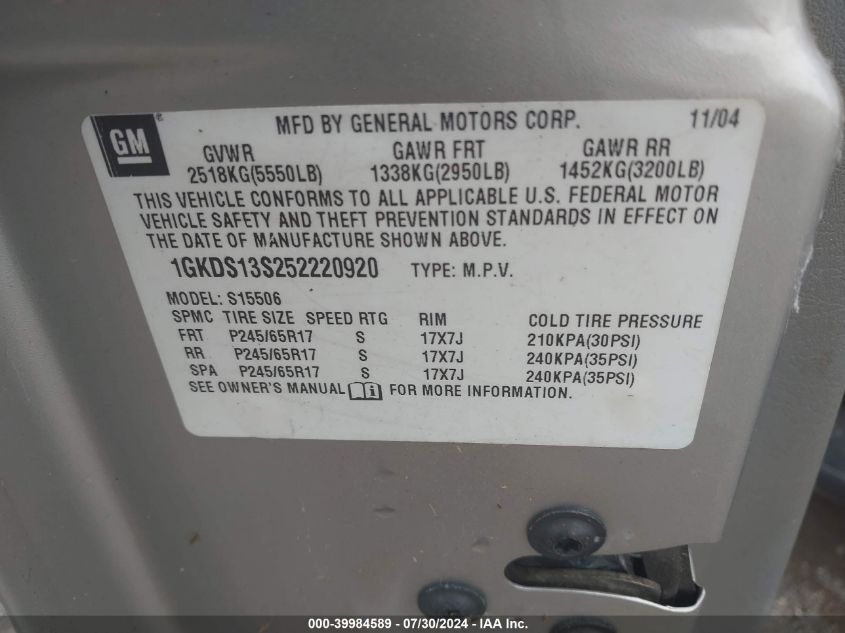 GM® MFD BY GENERAL MOTORS CORP. 11/04
GVWR GAWR FRT GAWR RR
2518KG(5550LB) 1338KG(2950LB) 1452KG(3200LB)
THIS VEHICLE CONFORMS TO ALL APPLICABLE U.S. FEDERAL MOTOR
VEHICLE SAFETY AND THEFT PREVENTION STANDARDS IN EFFECT ON
THE DATE OF MANUFACTURE SHOWN ABOVE.
1GKDS13S252220920 TYPE: M.P.V.
MODEL: S15506
SPMC TIRE SIZE SPEED RTG RIM COLD TIRE PRESSURE
FRT P245/65R17 S 17X7J 210KPA(30PSI)
RR P245/65R17 S 17X7J 240KPA(35PSI)
SPA P245/65R17 S 17X7J 240KPA(35PSI)
SEE OWNER'S MANUAL i FOR MORE INFORMATION.
000-39984589 / 07/30/2024 - IAAI.com